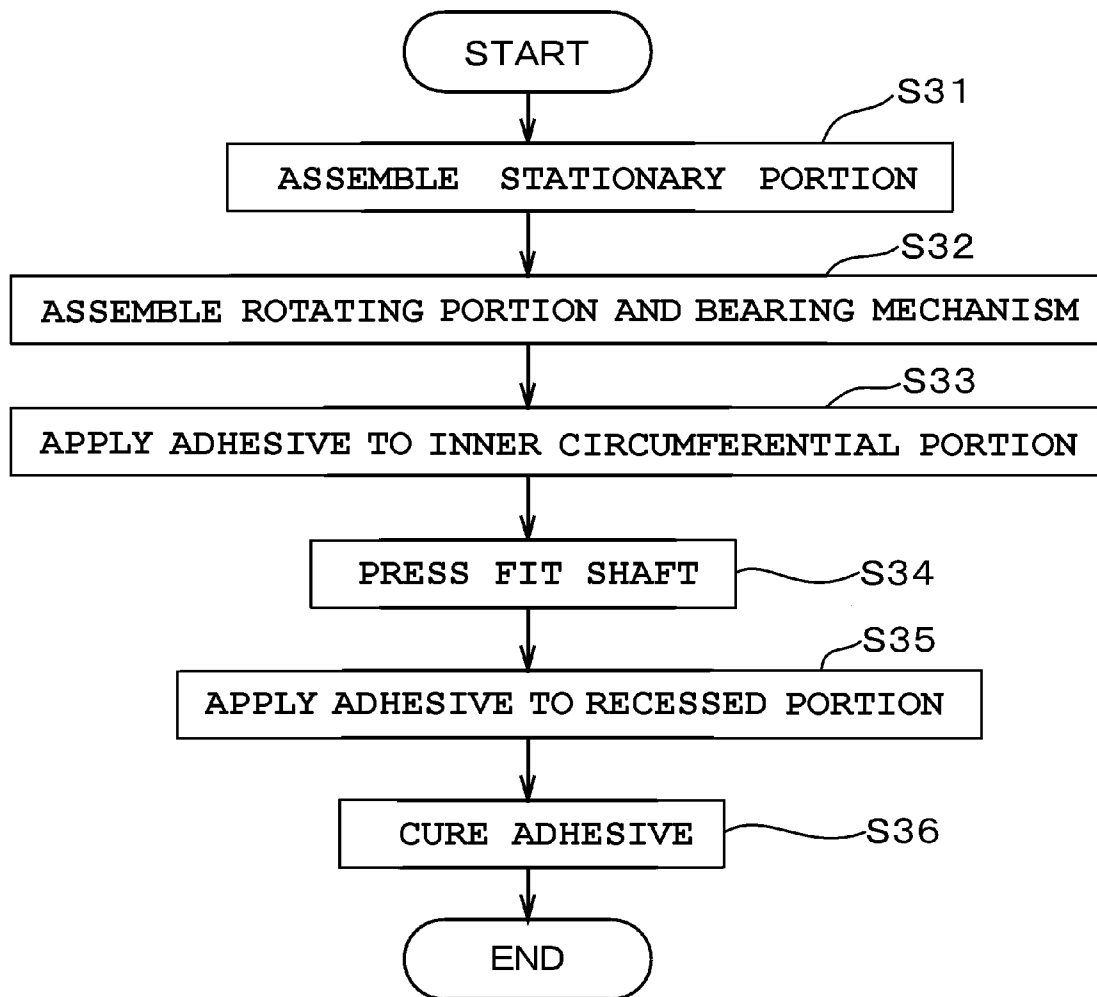 START
S31
ASSEMBLE STATIONARY PORTION
S32
ASSEMBLE ROTATING PORTION AND BEARING MECHANISM
S33
APPLY ADHESIVE TO INNER CIRCUMFERENTIAL PORTION
PRESS FIT SHAFT
S34
S35
APPLY ADHESIVE TO RECESSED PORTION
CURE ADHESIVE
S36
END